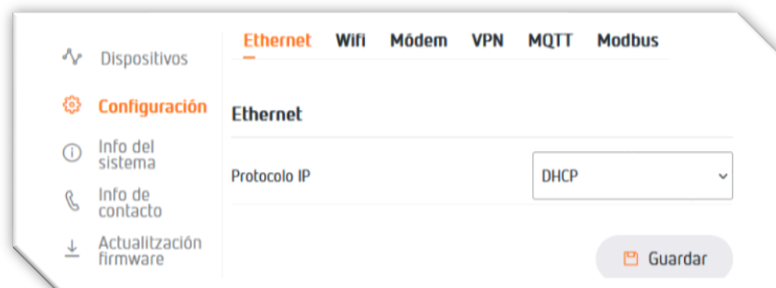 Ethernet Wifi Módem VPN MQTT Modbus
Dispositivos
Configuración
Info del
sistema
Info de
contacto
Actualitzación
firmware
Ethernet
Protocolo IP DHCP
Guardar